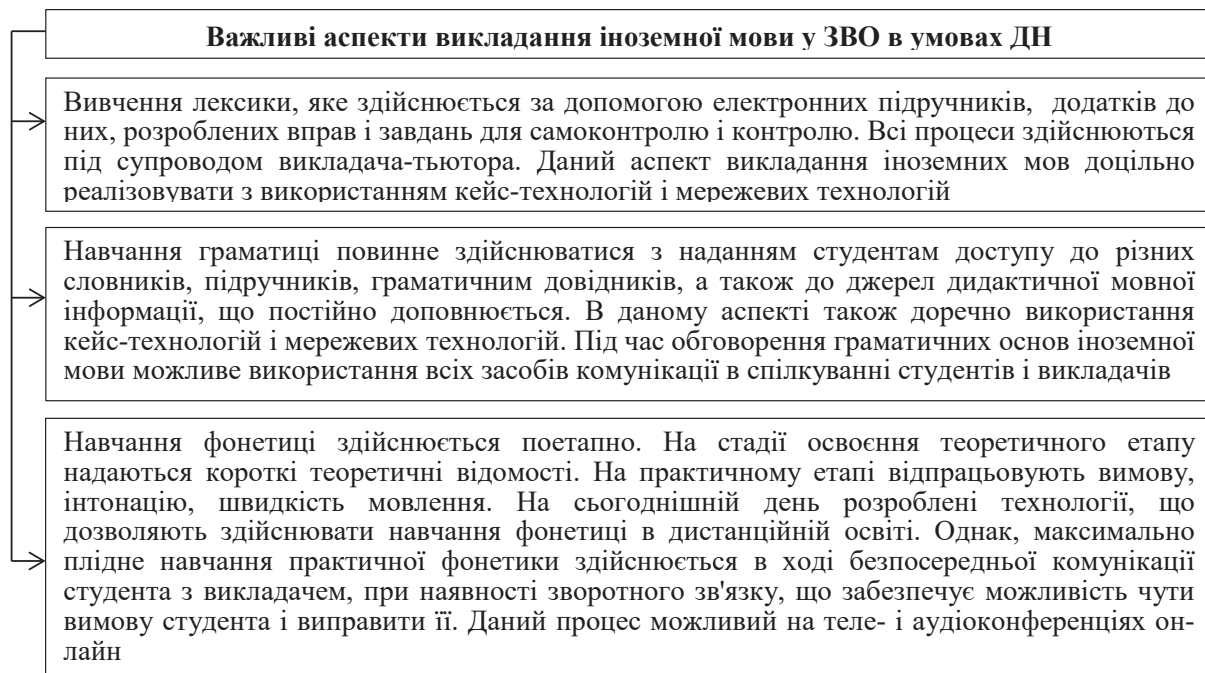 Важливі аспекти викладання іноземної мови у ЗВО в умовах ДН
Вивчення лексики, яке здійснюється за допомогою електронних підручників, додатків до
них, розроблених вправ і завдань для самоконтролю і контролю. Всі процеси здійснюються
під супроводом викладача-тьютора. Даний аспект викладання іноземних мов доцільно
реалізовувати з використанням кейс-технологій і мережевих технологій
Навчання граматиці повинне здійснюватися з наданням студентам доступу до різних
словників, підручників, граматичним довідників, а також до джерел дидактичної мовної
інформації, що постійно доповнюється. В даному аспекті також доречно використання
кейс-технологій і мережевих технологій. Під час обговорення граматичних основ іноземної
мови можливе використання всіх засобів комунікації в спілкуванні студентів і викладачів
Навчання фонетиці здійснюється поетапно. На стадії освоєння теоретичного етапу
надаються короткі теоретичні відомості. На практичному етапі відпрацьовують вимову,
інтонацію, швидкість мовлення. На сьогоднішній день розроблені технології, що
дозволяють здійснювати навчання фонетиці в дистанційній освіті. Однак, максимально
плідне навчання практичної фонетики здійснюється в ході безпосередньої комунікації
студента з викладачем, при наявності зворотного зв'язку, що забезпечує можливість чути
вимову студента і виправити її. Даний процес можливий на теле- і аудіоконференціях он-
лайн